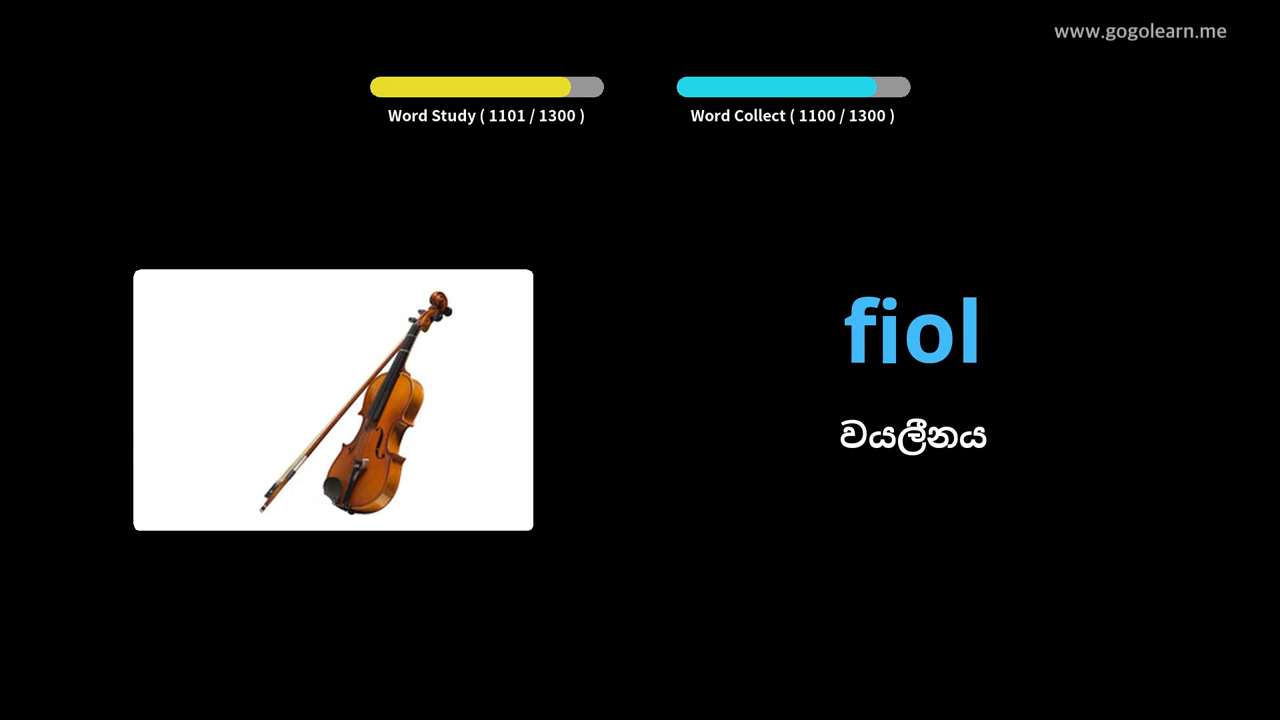 www.gogolearn.me
Word Study ( 1101 / 1300 )
Word Collect ( 1100 / 1300 )
fiol
වයලීනය